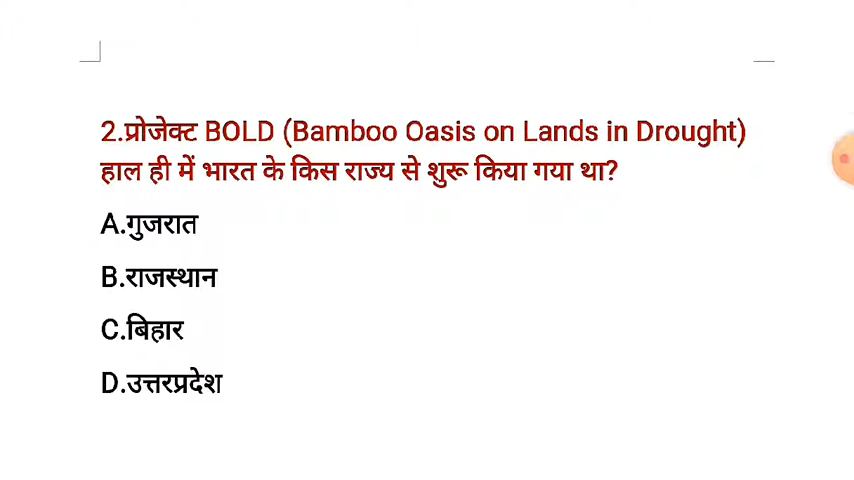 2.प्रोजेक्ट BOLD (Bamboo Oasis on Lands in Drought)
हाल ही में भारत के किस राज्य से शुरू किया गया था?
A.गुजरात
B.राजस्थान
C.बिहार
D.उत्तरप्रदेश